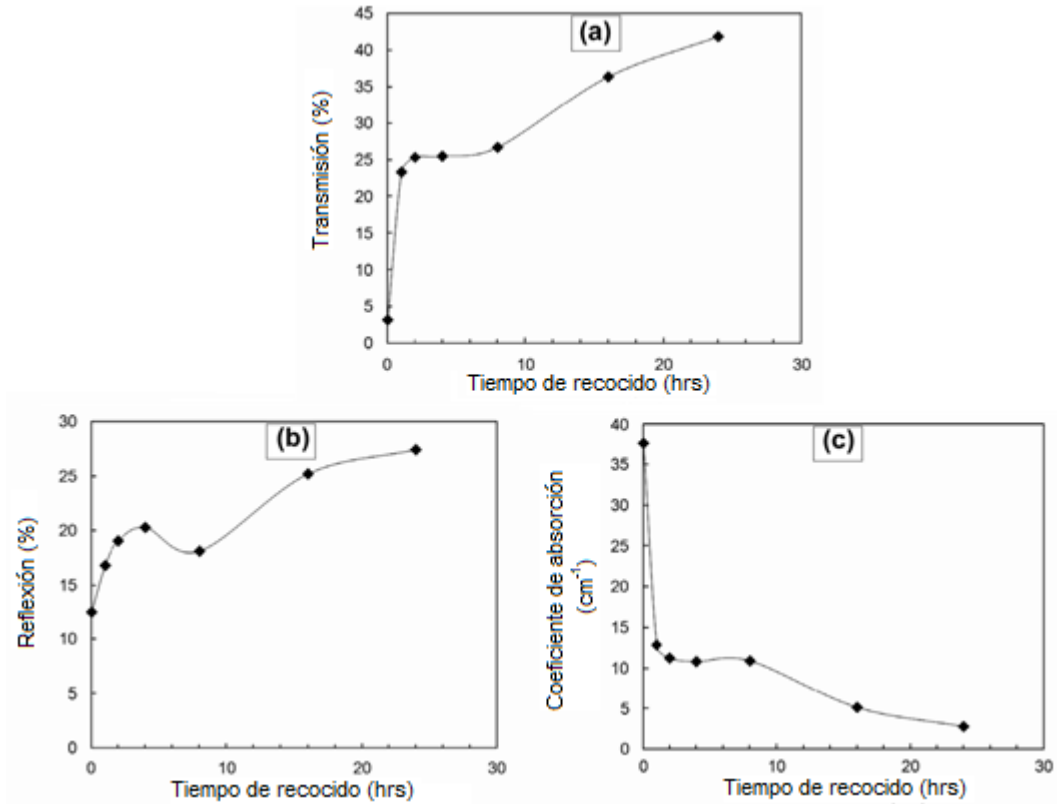 (a)
Transmisión (%)
45
40
35
30
25
20
15
10
5
0
0 10 20 30
Tiempo de recocido (hrs)
(b)
Reflexión (%)
30
25
20
15
10
5
0
0 10 20 30
Tiempo de recocido (hrs)
(c)
Coeficiente de absorción
(cm⁻¹)
40
35
30
25
20
15
10
5
0
0 10 20 30
Tiempo de recocido (hrs)